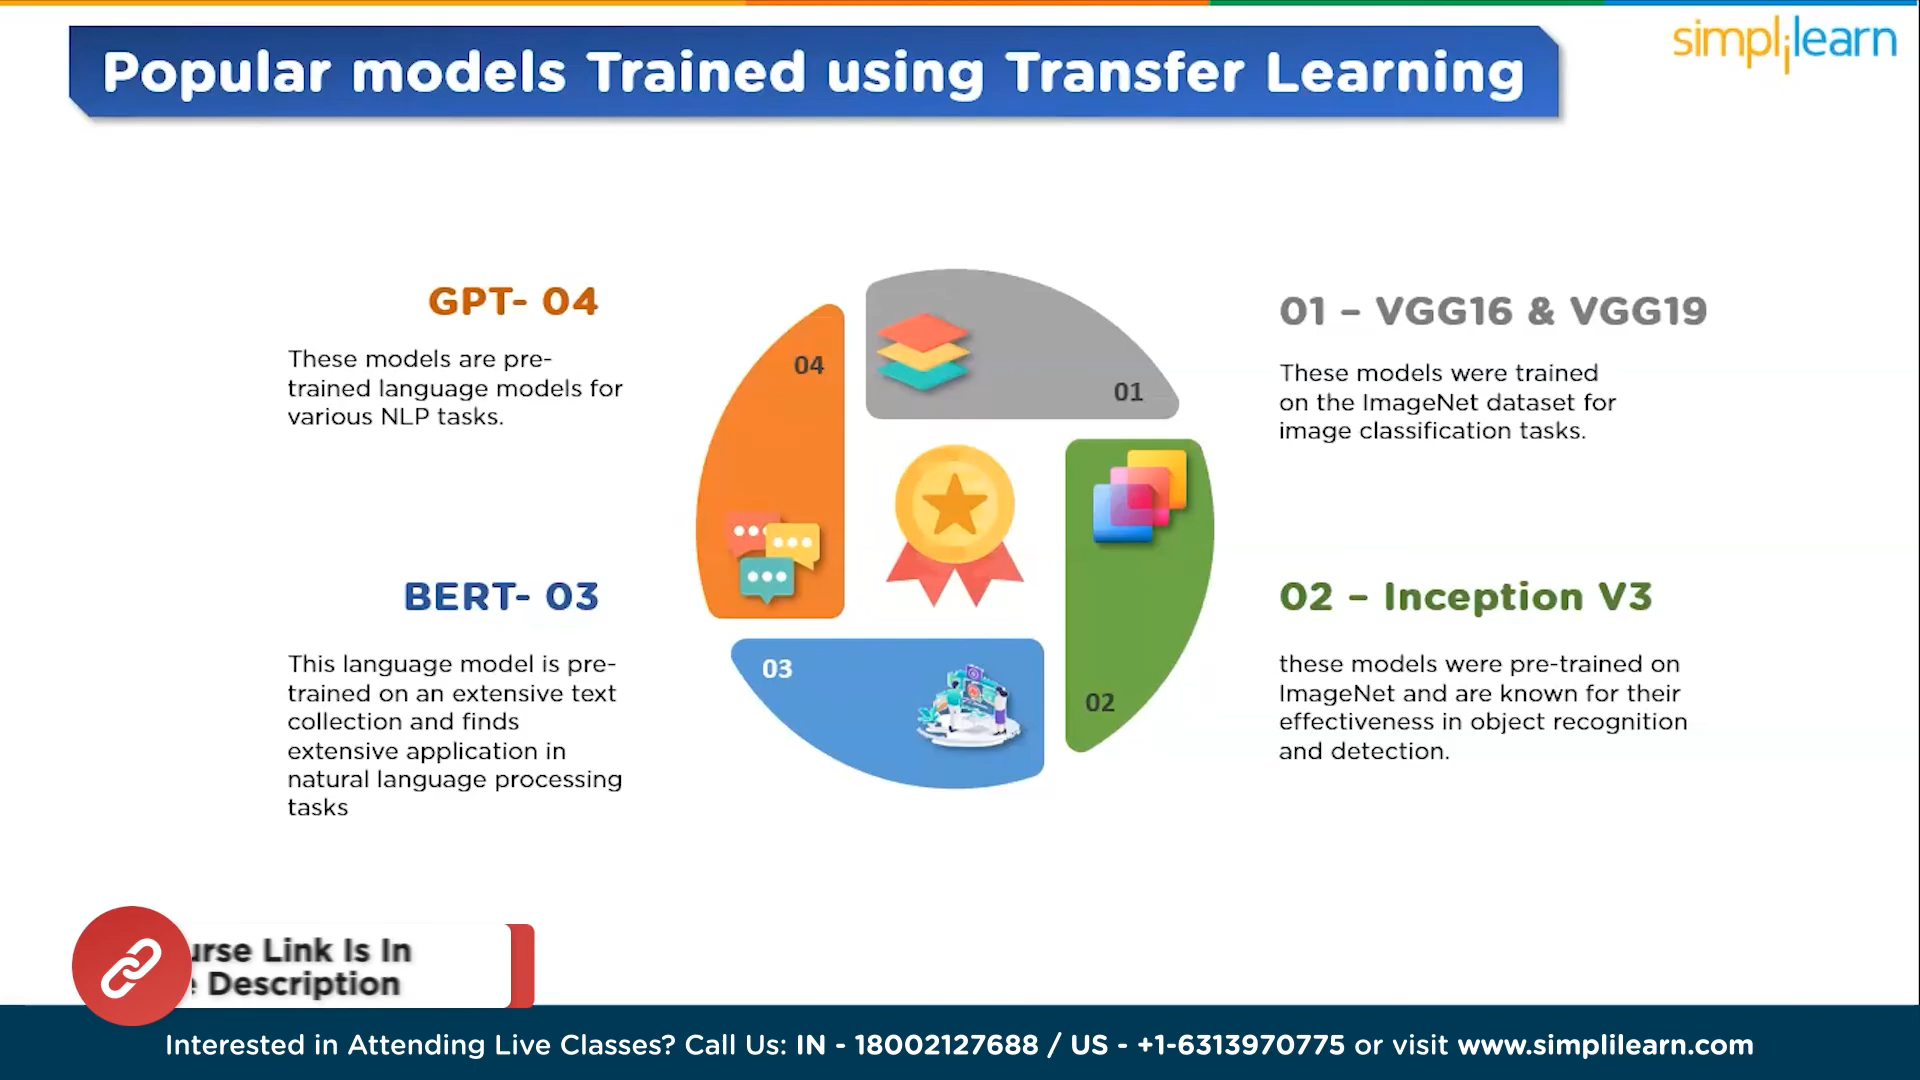 Popular models Trained using Transfer Learning
simplilearn
GPT- 04
These models are pre-
trained language models for
various NLP tasks.
04
01
01 – VGG16 & VGG19
These models were trained
on the ImageNet dataset for
image classification tasks.
BERT- 03
This language model is pre-
trained on an extensive text
collection and finds
extensive application in
natural language processing
tasks
03
02
02 – Inception V3
these models were pre-trained on
ImageNet and are known for their
effectiveness in object recognition
and detection.
Link Is In
Description
Interested in Attending Live Classes? Call Us: IN - 18002127688 / US - +1-6313970775 or visit www.simplilearn.com